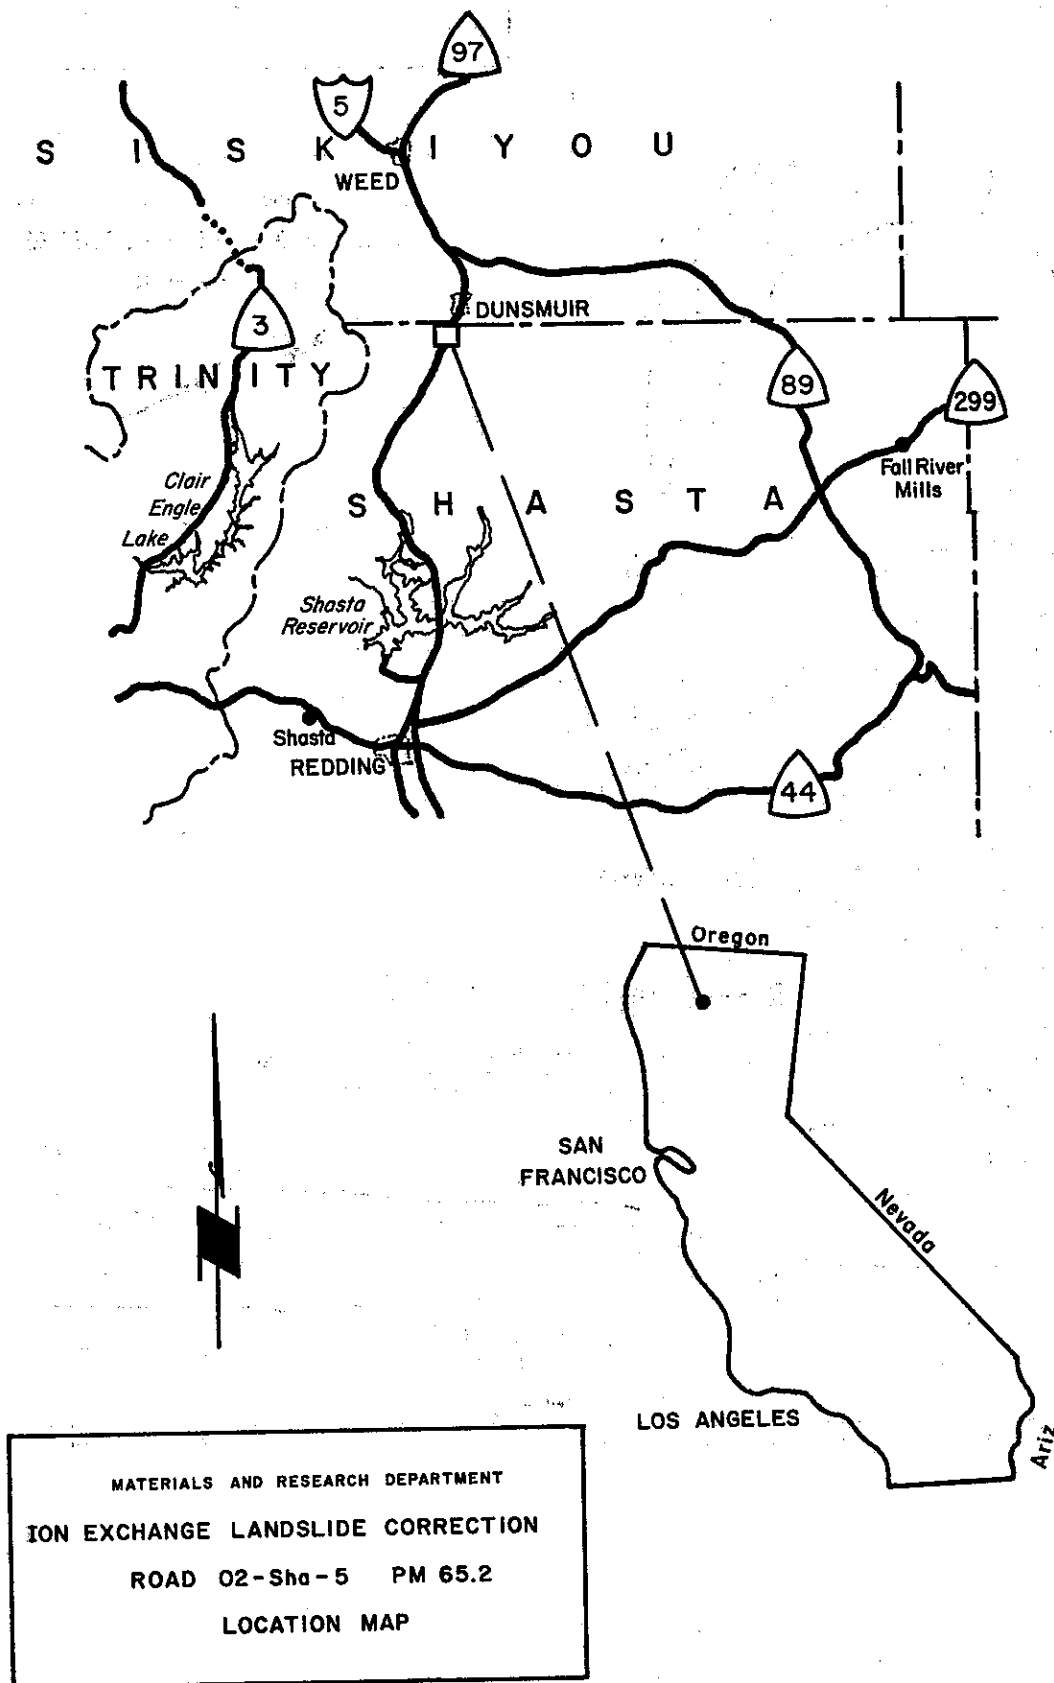 97
5
S I S K I Y O U
WEED
DUNSMUIR
3
TRINITY
89
299
Clair
Engle
Lake
Fall River
Mills
S H A S T A
Shasta
Reservoir
Shasta
REDDING
44
Oregon
SAN
FRANCISCO
Nevada
LOS ANGELES
Ariz
MATERIALS AND RESEARCH DEPARTMENT
ION EXCHANGE LANDSLIDE CORRECTION
ROAD 02-Sha-5 PM 65.2
LOCATION MAP